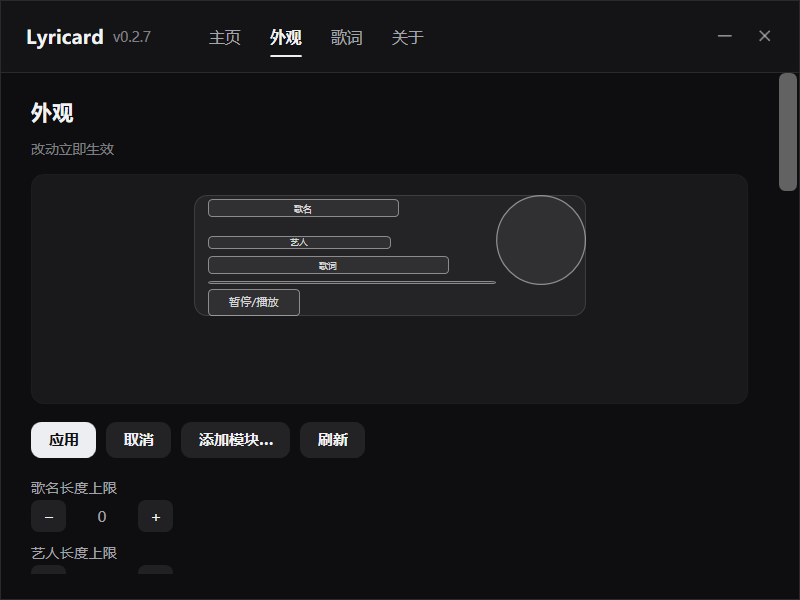 Lyricard v0.2.7 主页 外观 歌词 关于
外观
改动立即生效
歌名
艺人
歌词
暂停/播放
应用 取消 添加模块... 刷新
歌名长度上限
− 0 +
艺人长度上限